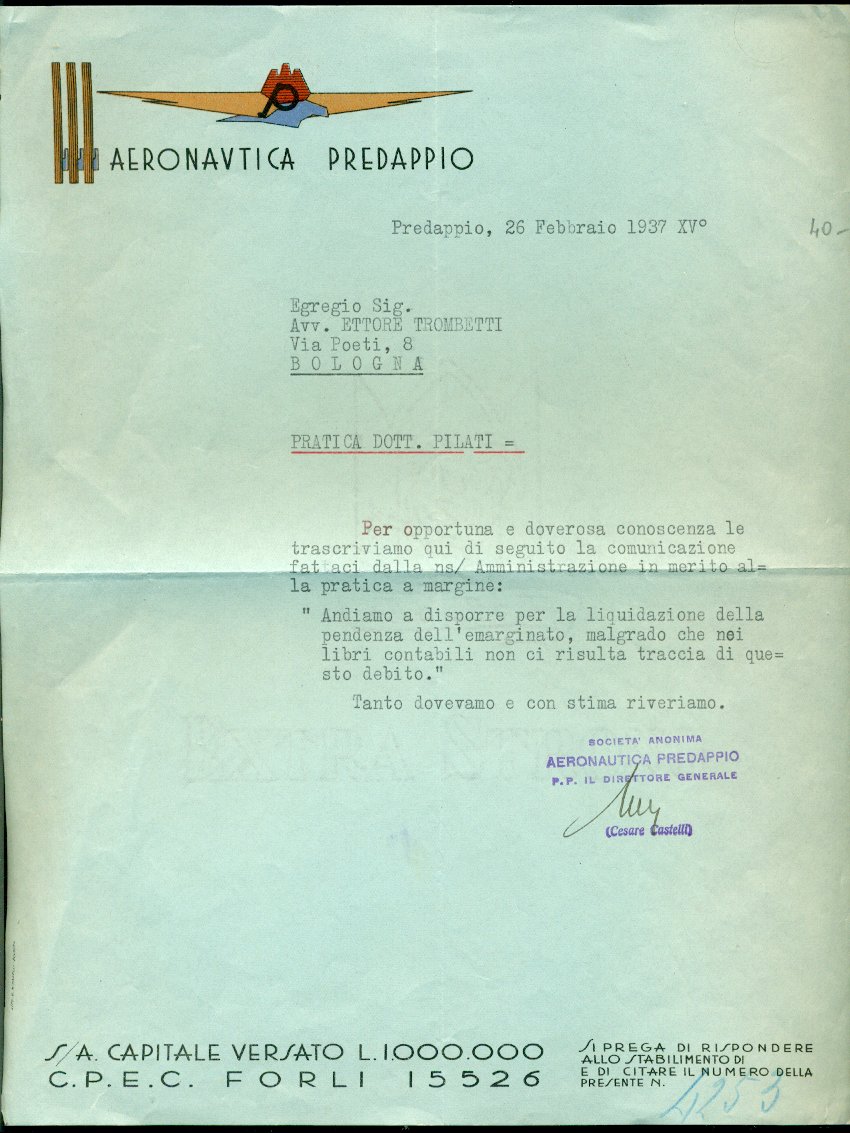 AERONAVTICA PREDAPPIO
Predappio, 26 Febbraio 1937 XV°
40-
Egregio Sig.
Avv. ETTORE TROMBETTI
Via Poeti, 8
B O L O G N A
PRATICA DOTT. PILATI =
Per opportuna e doverosa conoscenza le
trascriviamo qui di seguito la comunicazione
fattaci dalla ns/ Amministrazione in merito al=
la pratica a margine:
" Andiamo a disporre per la liquidazione della
pendenza dell'emarginato, malgrado che nei
libri contabili non ci risulta traccia di que=
sto debito."
Tanto dovevamo e con stima riveriamo.
SOCIETA' ANONIMA
AERONAUTICA PREDAPPIO
P.P. IL DIRETTORE GENERALE
(Cesare Castelli)
S/A. CAPITALE VERSATO L.1.000.000
C.P.E.C. FORLI 15526
SI PREGA DI RISPONDERE
ALLO STABILIMENTO DI
E DI CITARE IL NUMERO DELLA
PRESENTE N. 4253